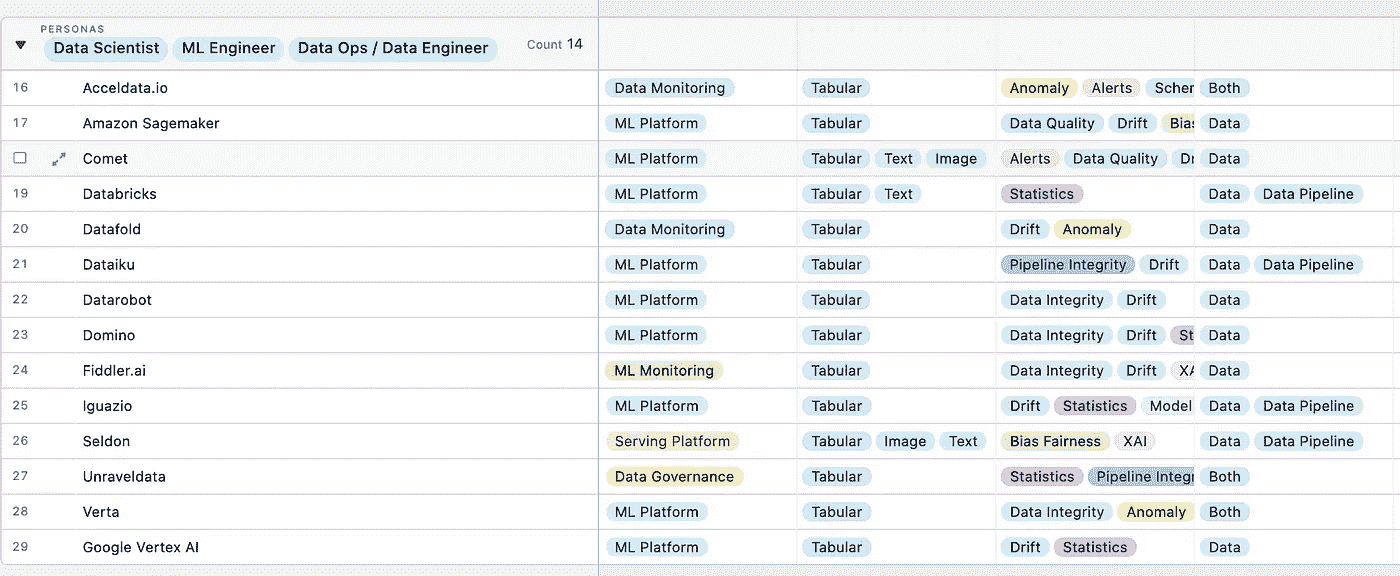 PERSONAS
Data Scientist ML Engineer Data Ops / Data Engineer Count 14
16 Acceldata.io Data Monitoring Tabular Anomaly Alerts Both
17 Amazon Sagemaker ML Platform Tabular Data Quality Drift Bias Data
Comet ML Platform Tabular Text Image Alerts Data Quality Data
19 Databricks ML Platform Tabular Text Statistics Data Data Pipeline
20 Datafold Data Monitoring Tabular Drift Anomaly Data
21 Dataiku ML Platform Tabular Pipeline Integrity Drift Data Data Pipeline
22 Datarobot ML Platform Tabular Data Integrity Drift Data
23 Domino ML Platform Tabular Data Integrity Drift St Data
24 Fiddler.ai ML Monitoring Tabular Data Integrity Drift Data
25 Iguazio ML Platform Tabular Drift Statistics Model Data Data Pipeline
26 Seldon Serving Platform Tabular Image Text Bias Fairness XAI Data Data Pipeline
27 Unraveldata Data Governance Tabular Statistics Pipeline Integr Both
28 Verta ML Platform Tabular Data Integrity Anomaly Both
29 Google Vertex AI ML Platform Tabular Drift Statistics Data